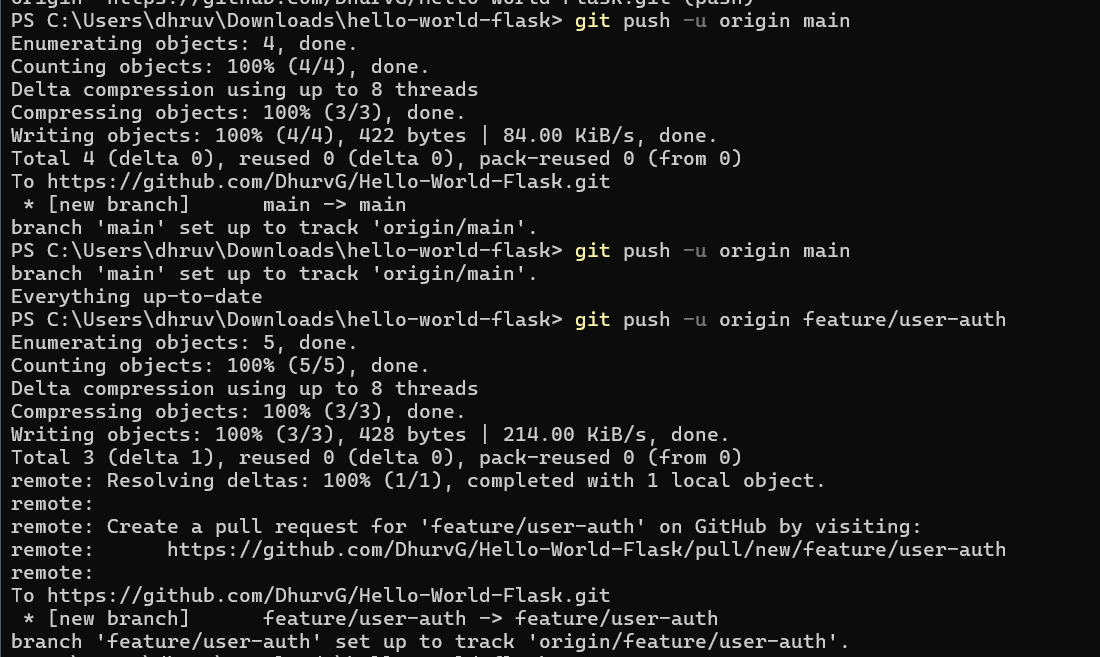 origin  https://github.com/DhurvG/Hello-World-Flask.git (push)
PS C:\Users\dhruv\Downloads\hello-world-flask> git push -u origin main
Enumerating objects: 4, done.
Counting objects: 100% (4/4), done.
Delta compression using up to 8 threads
Compressing objects: 100% (3/3), done.
Writing objects: 100% (4/4), 422 bytes | 84.00 KiB/s, done.
Total 4 (delta 0), reused 0 (delta 0), pack-reused 0 (from 0)
To https://github.com/DhurvG/Hello-World-Flask.git
 * [new branch]      main -> main
branch 'main' set up to track 'origin/main'.
PS C:\Users\dhruv\Downloads\hello-world-flask> git push -u origin main
branch 'main' set up to track 'origin/main'.
Everything up-to-date
PS C:\Users\dhruv\Downloads\hello-world-flask> git push -u origin feature/user-auth
Enumerating objects: 5, done.
Counting objects: 100% (5/5), done.
Delta compression using up to 8 threads
Compressing objects: 100% (3/3), done.
Writing objects: 100% (3/3), 428 bytes | 214.00 KiB/s, done.
Total 3 (delta 1), reused 0 (delta 0), pack-reused 0 (from 0)
remote: Resolving deltas: 100% (1/1), completed with 1 local object.
remote:
remote: Create a pull request for 'feature/user-auth' on GitHub by visiting:
remote:      https://github.com/DhurvG/Hello-World-Flask/pull/new/feature/user-auth
remote:
To https://github.com/DhurvG/Hello-World-Flask.git
 * [new branch]      feature/user-auth -> feature/user-auth
branch 'feature/user-auth' set up to track 'origin/feature/user-auth'.